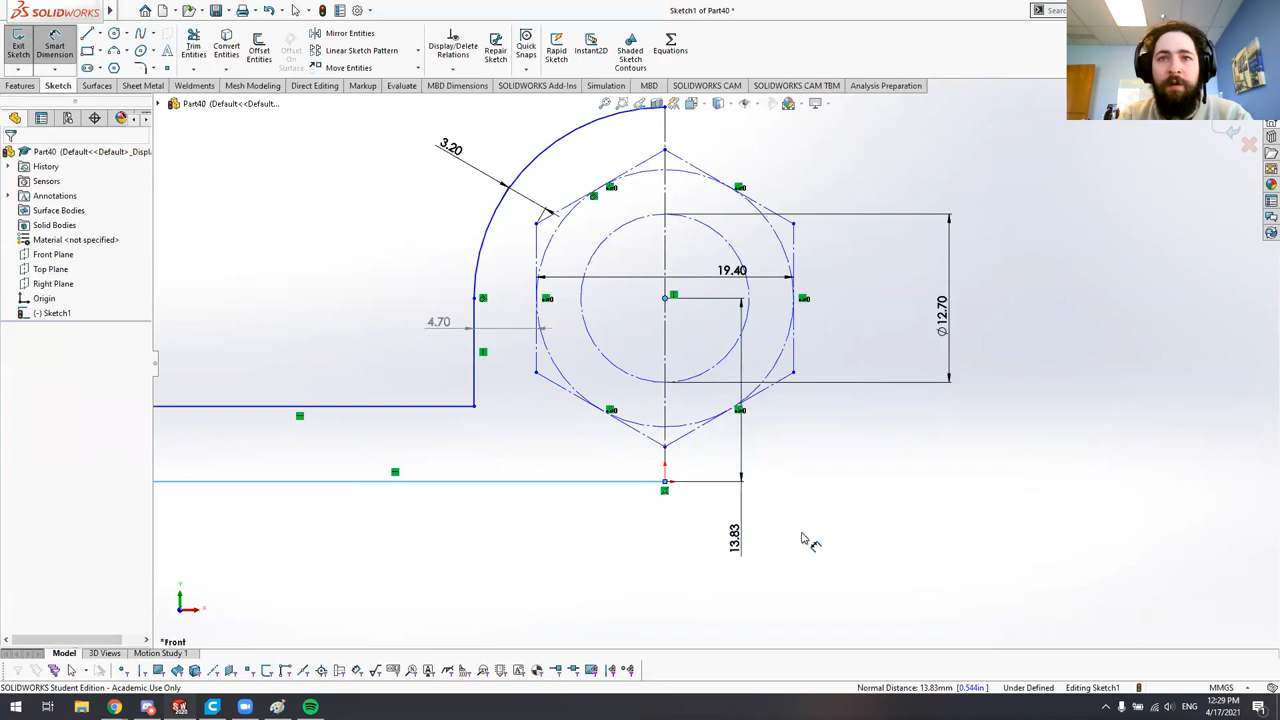 SOLIDWORKS
Sketch1 of Part40 *
Sear
Exit Sketch
Smart Dimension
Trim Entities
Convert Entities
Offset Entities
Offset On Surface
Mirror Entities
Linear Sketch Pattern
Move Entities
Display/Delete Relations
Repair Sketch
Quick Snaps
Rapid Sketch
Instant2D
Shaded Sketch Contours
Equations
Features
Sketch
Surfaces
Sheet Metal
Weldments
Mesh Modeling
Direct Editing
Markup
Evaluate
MBD Dimensions
SOLIDWORKS Add-Ins
Simulation
MBD
SOLIDWORKS CAM
SOLIDWORKS CAM TBM
Analysis Preparation
Part40 (Default<<Default...
Part40 (Default<<Default>_Displ
History
Sensors
Annotations
Surface Bodies
Solid Bodies
Material <not specified>
Front Plane
Top Plane
Right Plane
Origin
(-) Sketch1
3.20
19.40
4.70
Ø12.70
13.83
Y
X
*Front
Model
3D Views
Motion Study 1
SOLIDWORKS Student Edition - Academic Use Only
Normal Distance: 13.83mm [0.544in]
Under Defined
Editing Sketch1
MMGS
ENG
12:29 PM
4/17/2021